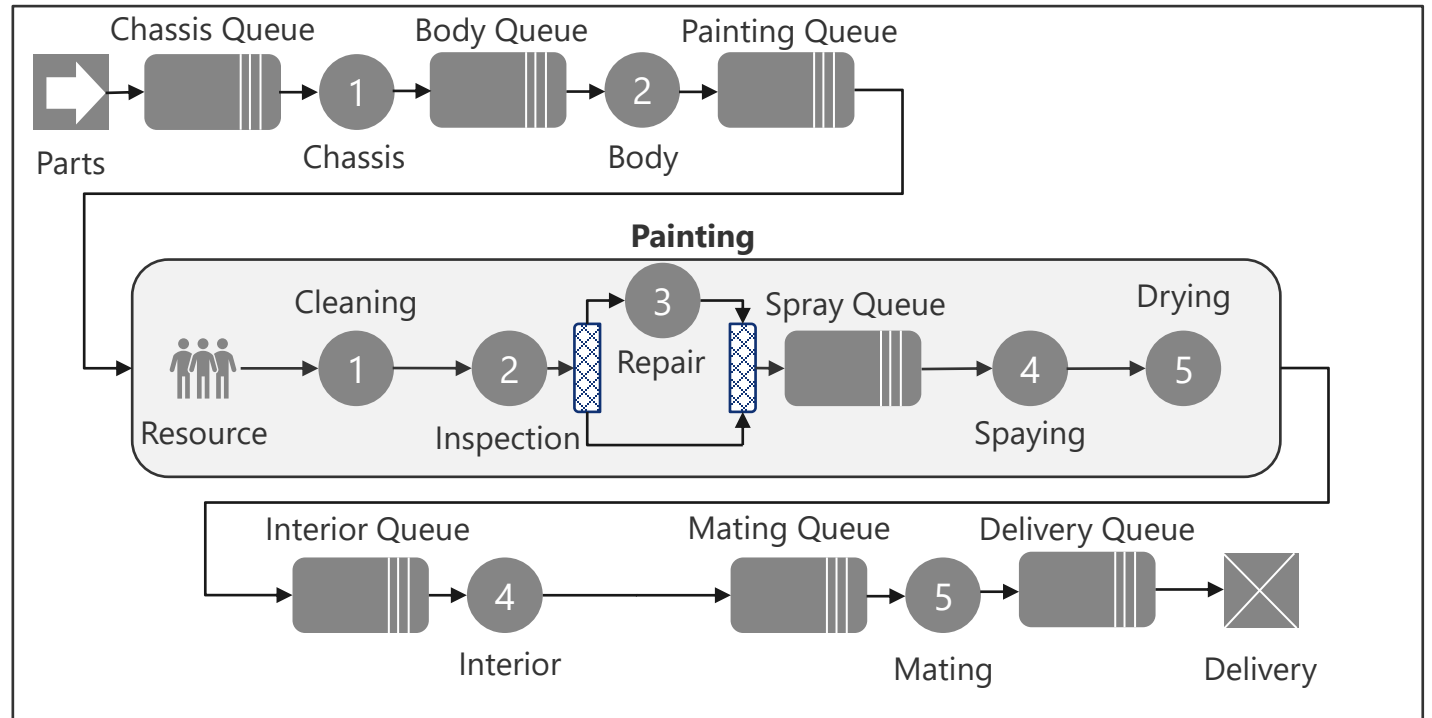 Chassis Queue
Body Queue
Painting Queue
1
2
Parts
Chassis
Body
Painting
Cleaning
3
Spray Queue
Drying
1
2
Repair
4
5
Resource
Inspection
Spaying
Interior Queue
Mating Queue
Delivery Queue
4
5
Interior
Mating
Delivery